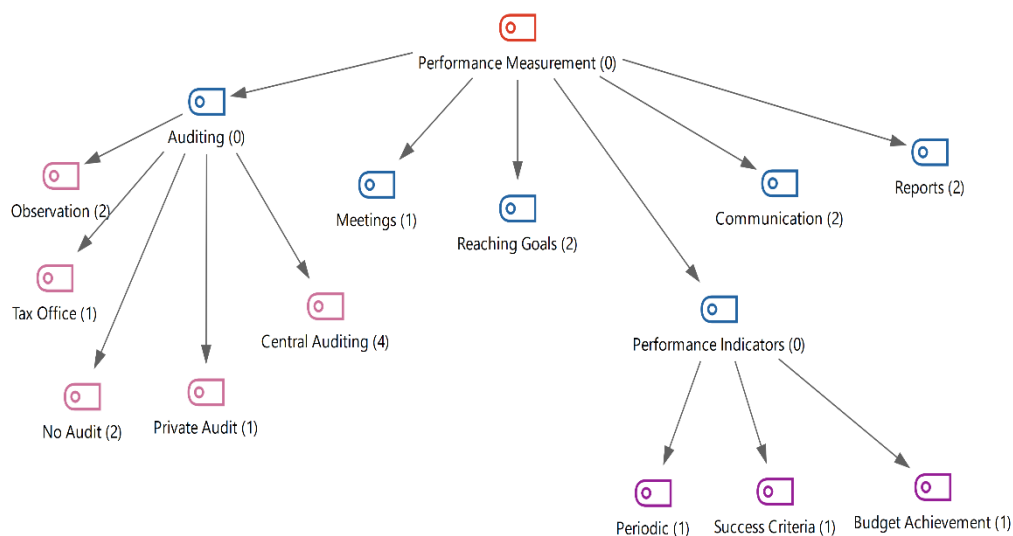 Performance Measurement (0)
Auditing (0)
Observation (2)
Meetings (1)
Reaching Goals (2)
Communication (2)
Reports (2)
Tax Office (1)
Central Auditing (4)
Performance Indicators (0)
No Audit (2)
Private Audit (1)
Periodic (1)
Success Criteria (1)
Budget Achievement (1)